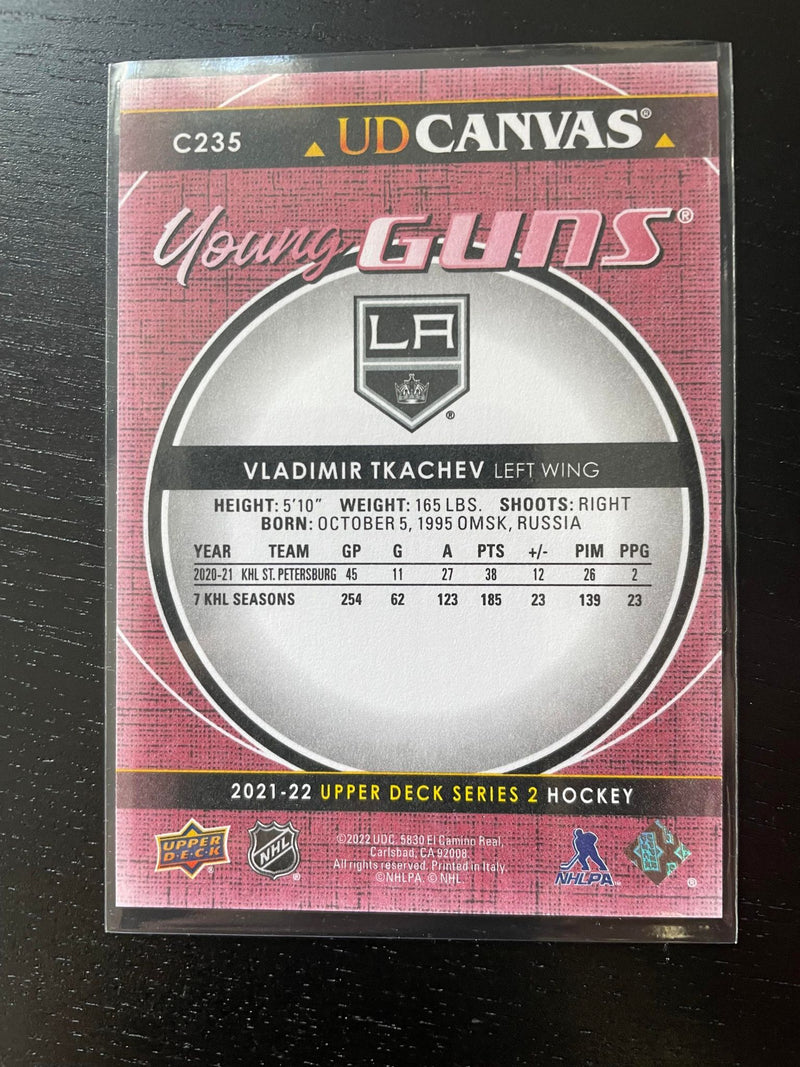 C235 UD CANVAS®
Young GUNS®
LA
®
VLADIMIR TKACHEV LEFT WING
HEIGHT: 5'10" WEIGHT: 165 LBS. SHOOTS: RIGHT
BORN: OCTOBER 5, 1995 OMSK, RUSSIA
YEAR TEAM GP G A PTS +/- PIM PPG
2020-21 KHL ST. PETERSBURG 45 11 27 38 12 26 2
7 KHL SEASONS 254 62 123 185 23 139 23
2021-22 UPPER DECK SERIES 2 HOCKEY
UPPER DECK ®
NHL ®
©2022 UDC. 5830 El Camino Real,
Carlsbad, CA 92008.
All rights reserved. Printed in Italy.
©NHLPA. © NHL
NHLPA™
®